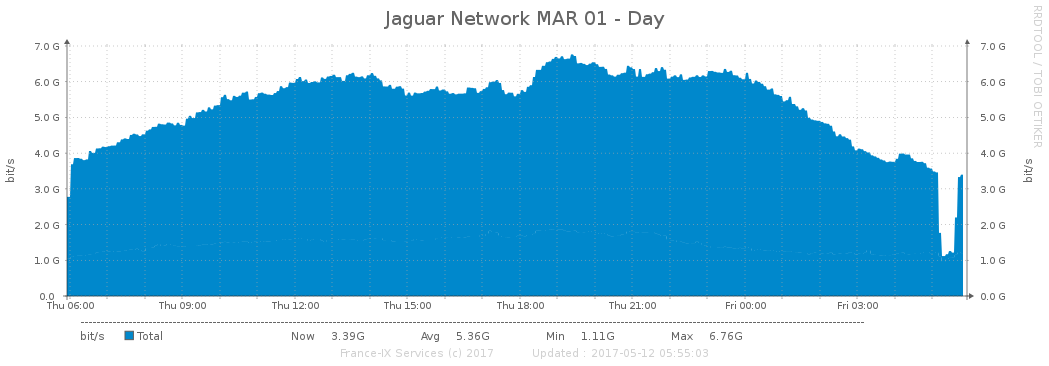 Jaguar Network MAR 01 - Day
RRDTOOL / TOBI OETIKER
7.0 G 7.0 G
6.0 G 6.0 G
5.0 G 5.0 G
4.0 G 4.0 G
3.0 G 3.0 G
2.0 G 2.0 G
1.0 G 1.0 G
0.0 0.0 G
bit/s bit/s
Thu 06:00 Thu 09:00 Thu 12:00 Thu 15:00 Thu 18:00 Thu 21:00 Fri 00:00 Fri 03:00
bit/s Total Now 3.39G Avg 5.36G Min 1.11G Max 6.76G
France-IX Services (c) 2017 Updated : 2017-05-12 05:55:03